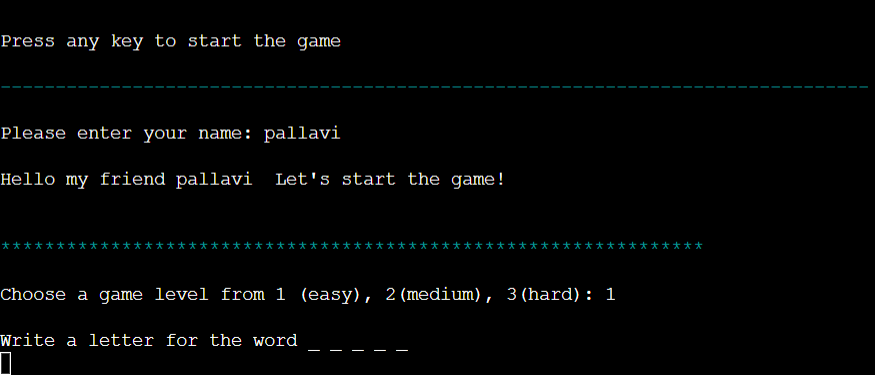 Press any key to start the game
-------------------------------------------------------------------------------
Please enter your name: pallavi
Hello my friend pallavi  Let's start the game!
****************************************************************
Choose a game level from 1 (easy), 2(medium), 3(hard): 1
Write a letter for the word _ _ _ _ _